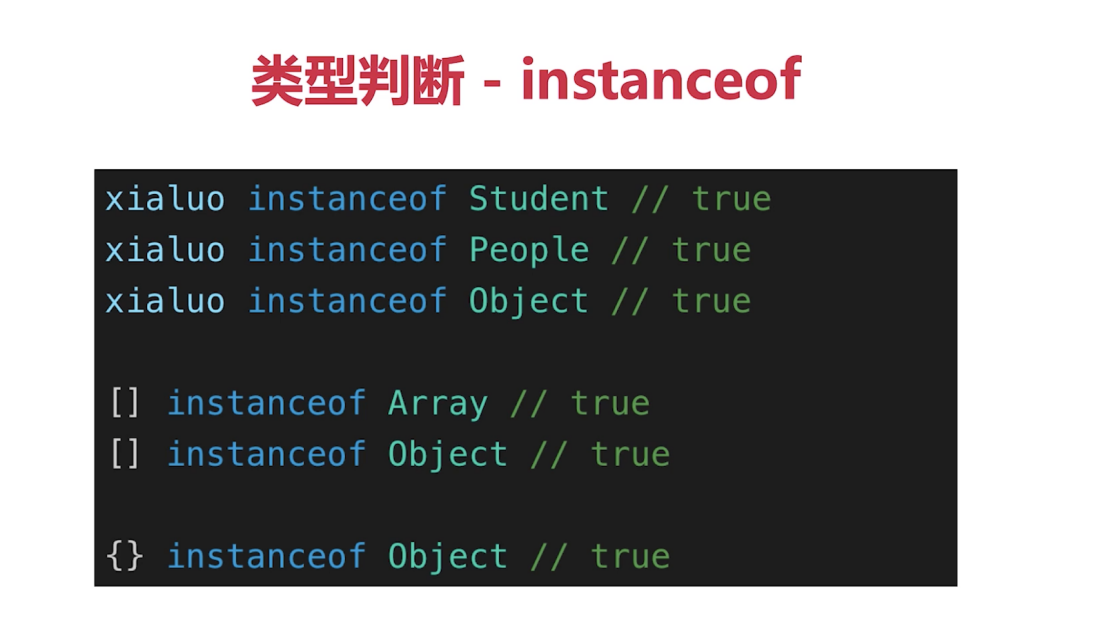 类型判断 - instanceof
xialuo instanceof Student // true
xialuo instanceof People // true
xialuo instanceof Object // true
[] instanceof Array // true
[] instanceof Object // true
{} instanceof Object // true